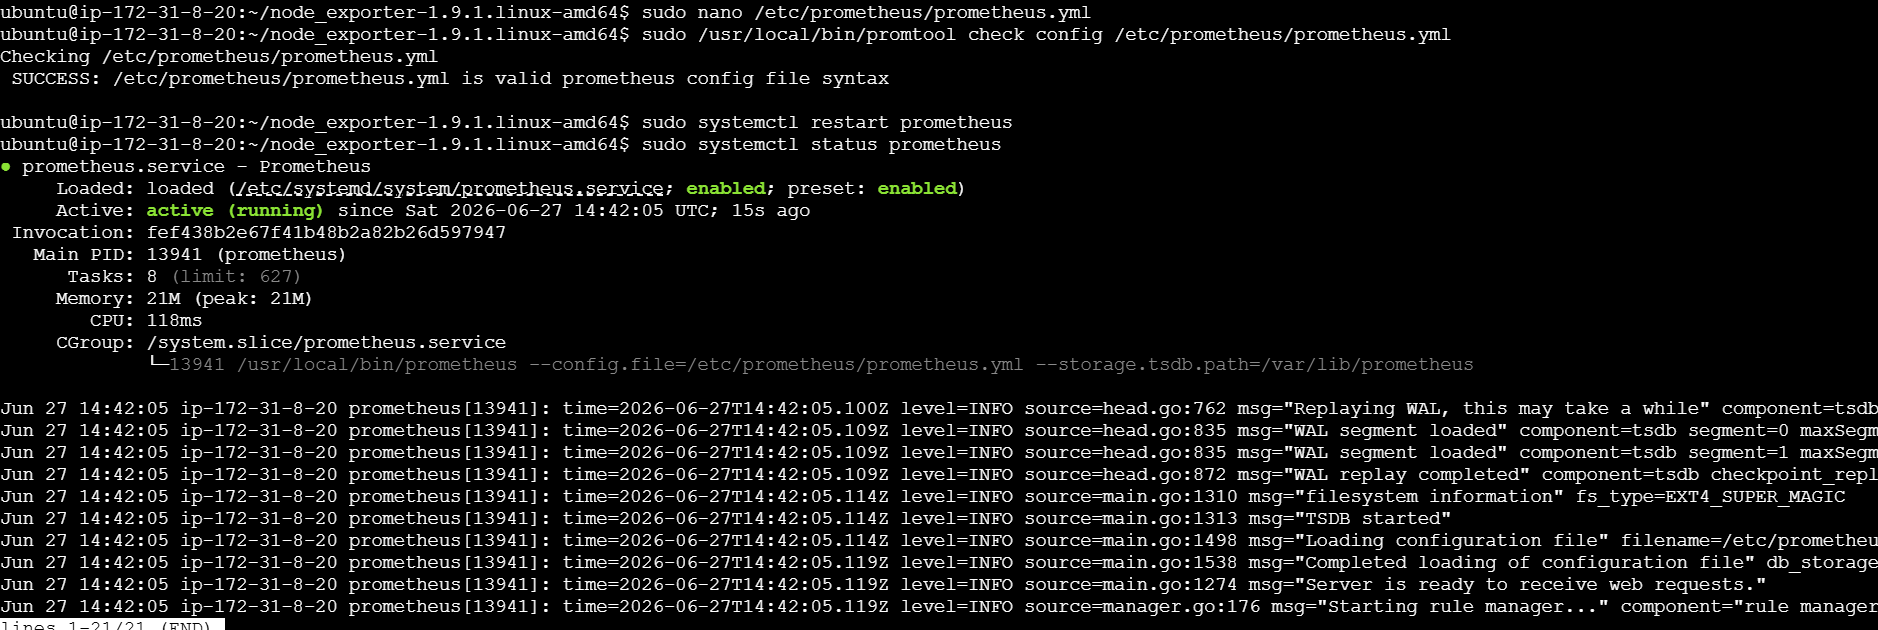 ubuntu@ip-172-31-8-20:~/node_exporter-1.9.1.linux-amd64$ sudo nano /etc/prometheus/prometheus.yml
ubuntu@ip-172-31-8-20:~/node_exporter-1.9.1.linux-amd64$ sudo /usr/local/bin/promtool check config /etc/prometheus/prometheus.yml
Checking /etc/prometheus/prometheus.yml
 SUCCESS: /etc/prometheus/prometheus.yml is valid prometheus config file syntax
ubuntu@ip-172-31-8-20:~/node_exporter-1.9.1.linux-amd64$ sudo systemctl restart prometheus
ubuntu@ip-172-31-8-20:~/node_exporter-1.9.1.linux-amd64$ sudo systemctl status prometheus
● prometheus.service - Prometheus
     Loaded: loaded (/etc/systemd/system/prometheus.service; enabled; preset: enabled)
     Active: active (running) since Sat 2026-06-27 14:42:05 UTC; 15s ago
 Invocation: fef438b2e67f41b48b2a82b26d597947
   Main PID: 13941 (prometheus)
      Tasks: 8 (limit: 627)
     Memory: 21M (peak: 21M)
        CPU: 118ms
     CGroup: /system.slice/prometheus.service
             └─13941 /usr/local/bin/prometheus --config.file=/etc/prometheus/prometheus.yml --storage.tsdb.path=/var/lib/prometheus
Jun 27 14:42:05 ip-172-31-8-20 prometheus[13941]: time=2026-06-27T14:42:05.100Z level=INFO source=head.go:762 msg="Replaying WAL, this may take a while" component=tsdb
Jun 27 14:42:05 ip-172-31-8-20 prometheus[13941]: time=2026-06-27T14:42:05.109Z level=INFO source=head.go:835 msg="WAL segment loaded" component=tsdb segment=0 maxSegm
Jun 27 14:42:05 ip-172-31-8-20 prometheus[13941]: time=2026-06-27T14:42:05.109Z level=INFO source=head.go:835 msg="WAL segment loaded" component=tsdb segment=1 maxSegm
Jun 27 14:42:05 ip-172-31-8-20 prometheus[13941]: time=2026-06-27T14:42:05.109Z level=INFO source=head.go:872 msg="WAL replay completed" component=tsdb checkpoint_repl
Jun 27 14:42:05 ip-172-31-8-20 prometheus[13941]: time=2026-06-27T14:42:05.114Z level=INFO source=main.go:1310 msg="filesystem information" fs_type=EXT4_SUPER_MAGIC
Jun 27 14:42:05 ip-172-31-8-20 prometheus[13941]: time=2026-06-27T14:42:05.114Z level=INFO source=main.go:1313 msg="TSDB started"
Jun 27 14:42:05 ip-172-31-8-20 prometheus[13941]: time=2026-06-27T14:42:05.114Z level=INFO source=main.go:1498 msg="Loading configuration file" filename=/etc/prometheu
Jun 27 14:42:05 ip-172-31-8-20 prometheus[13941]: time=2026-06-27T14:42:05.119Z level=INFO source=main.go:1538 msg="Completed loading of configuration file" db_storage
Jun 27 14:42:05 ip-172-31-8-20 prometheus[13941]: time=2026-06-27T14:42:05.119Z level=INFO source=main.go:1274 msg="Server is ready to receive web requests."
Jun 27 14:42:05 ip-172-31-8-20 prometheus[13941]: time=2026-06-27T14:42:05.119Z level=INFO source=manager.go:176 msg="Starting rule manager..." component="rule manager
lines 1-21/21 (END)